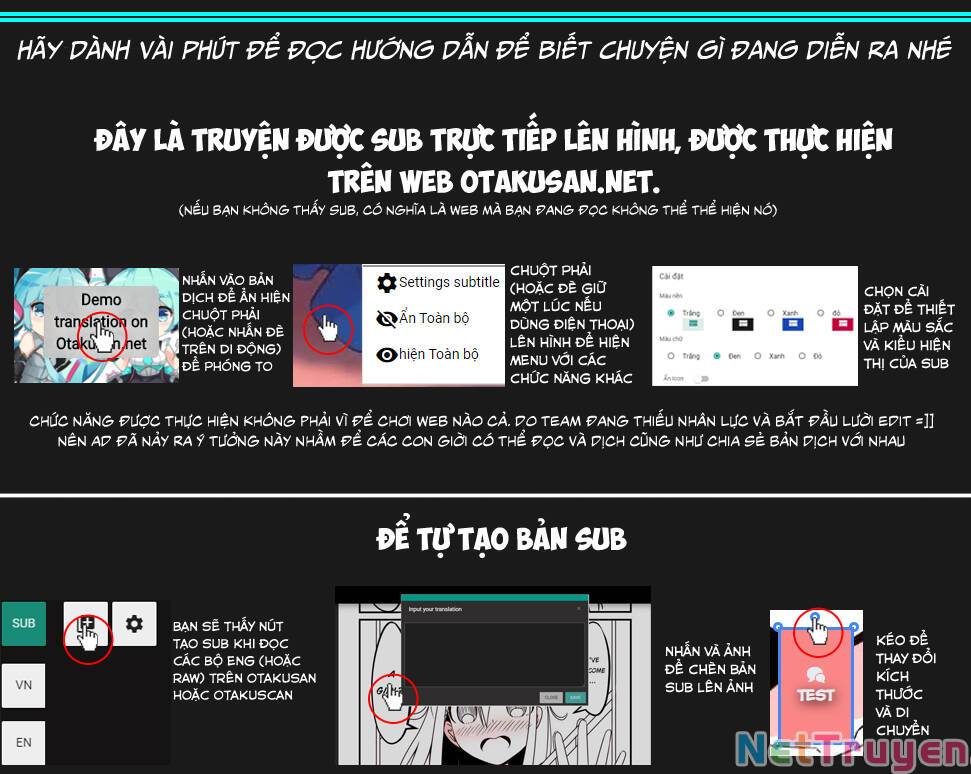 HÃY DÀNH VÀI PHÚT ĐỂ ĐỌC HƯỚNG DẪN ĐỂ BIẾT CHUYỆN GÌ ĐANG DIỄN RA NHÉ
ĐÂY LÀ TRUYỆN ĐƯỢC SUB TRỰC TIẾP LÊN HÌNH, ĐƯỢC THỰC HIỆN
TRÊN WEB OTAKUSAN.NET.
(NẾU BẠN KHÔNG THẤY SUB, CÓ NGHĨA LÀ WEB MÀ BẠN ĐANG ĐỌC KHÔNG THỂ THỂ HIỆN NÓ)
Demo
translation on
Otakusan.net
NHẤN VÀO BẢN
DỊCH ĐỂ ẨN HIỆN
CHUỘT PHẢI
(HOẶC NHẤN ĐÈ
TRÊN DI ĐỘNG)
ĐỂ PHÓNG TO
Settings subtitle
Ẩn Toàn bộ
hiện Toàn bộ
CHUỘT PHẢI
(HOẶC ĐÈ GIỮ
MỘT LÚC NẾU
DÙNG ĐIỆN THOẠI)
LÊN HÌNH ĐỂ HIỆN
MENU VỚI CÁC
CHỨC NĂNG KHÁC
Cài đặt
Màu nền
Trắng Đen Xanh đỏ
Màu chữ
Trắng Đen Xanh Đỏ
Ẩn Icon
CHỌN CÀI
ĐẶT ĐỂ THIẾT
LẬP MÀU SẮC
VÀ KIỂU HIỆN
THỊ CỦA SUB
CHỨC NĂNG ĐƯỢC THỰC HIỆN KHÔNG PHẢI VÌ ĐỂ CHƠI WEB NÀO CẢ. DO TEAM ĐANG THIẾU NHÂN LỰC VÀ BẮT ĐẦU LƯỜI EDIT =]]
NÊN AD ĐÃ NẢY RA Ý TƯỞNG NÀY NHẰM ĐỂ CÁC CON GIỜI CÓ THỂ ĐỌC VÀ DỊCH CŨNG NHƯ CHIA SẺ BẢN DỊCH VỚI NHAU
ĐỂ TỰ TẠO BẢN SUB
SUB
VN
EN
BẠN SẼ THẤY NÚT
TẠO SUB KHI ĐỌC
CÁC BỘ ENG (HOẶC
RAW) TRÊN OTAKUSAN
HOẶC OTAKUSCAN
Input your translation
CLOSE SAVE
NHẤN VÀ ẢNH
ĐỂ CHÈN BẢN
SUB LÊN ẢNH
TEST
KÉO ĐỂ
THAY ĐỔI
KÍCH
THƯỚC
VÀ DI
CHUYỂN
NetTruyen